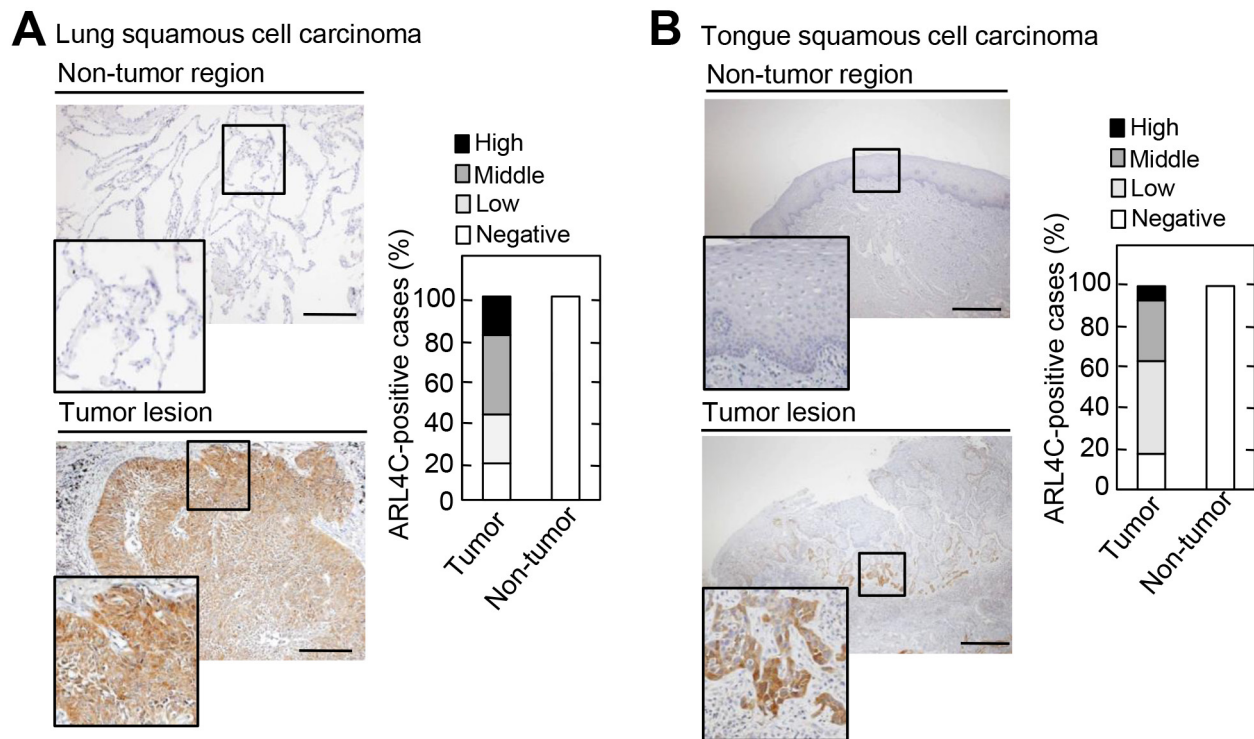 A Lung squamous cell carcinoma
Non-tumor region
High
Middle
Low
Negative
ARL4C-positive cases (%)
100
80
60
40
20
0
Tumor
Non-tumor
Tumor lesion
B Tongue squamous cell carcinoma
Non-tumor region
High
Middle
Low
Negative
ARL4C-positive cases (%)
100
80
60
40
20
0
Tumor
Non-tumor
Tumor lesion